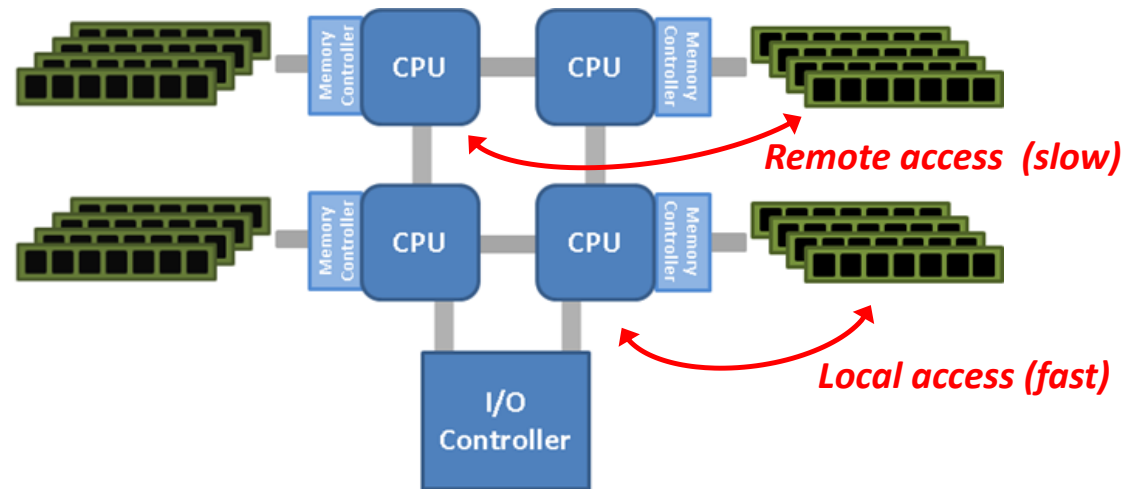 Memory
Controller
CPU
CPU
Memory
Controller
Remote access (slow)
Memory
Controller
CPU
CPU
Memory
Controller
Local access (fast)
I/O
Controller